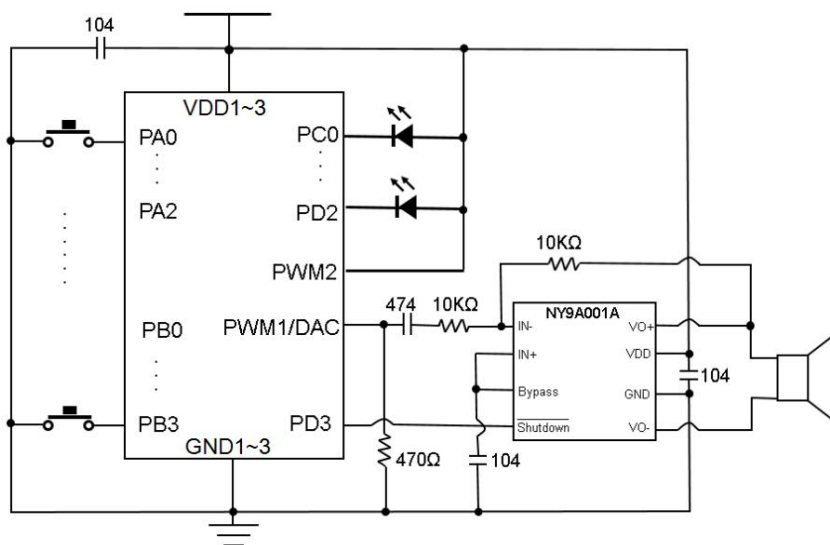 104
VDD1~3
PA0
PC0
PA2
PD2
10KΩ
PWM2
474
10KΩ
NY9A001A
PB0
PWM1/DAC
IN-
VO+
IN+
VDD
104
Bypass
GND
PB3
PD3
Shutdown
VO-
GND1~3
470Ω
104